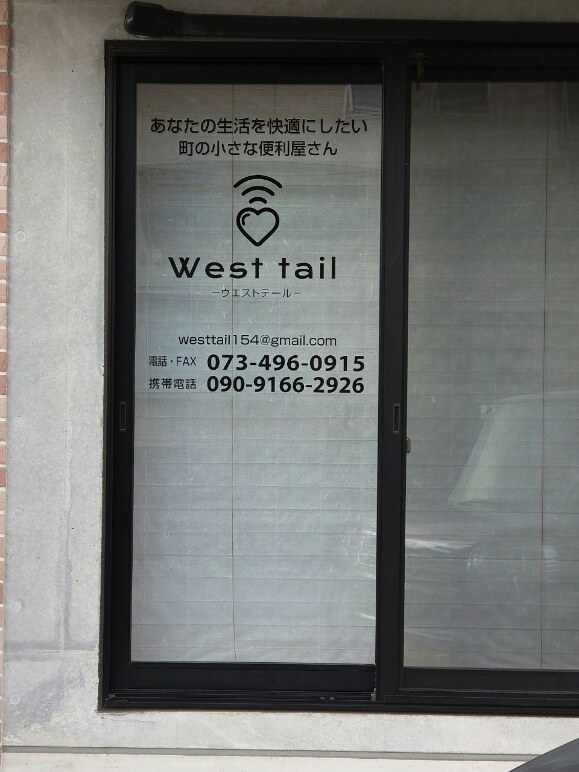 あなたの生活を快適にしたい
町の小さな便利屋さん
West tail
－ウエストテール－
westtail154@gmail.com
電話・FAX 073-496-0915
携帯電話 090-9166-2926